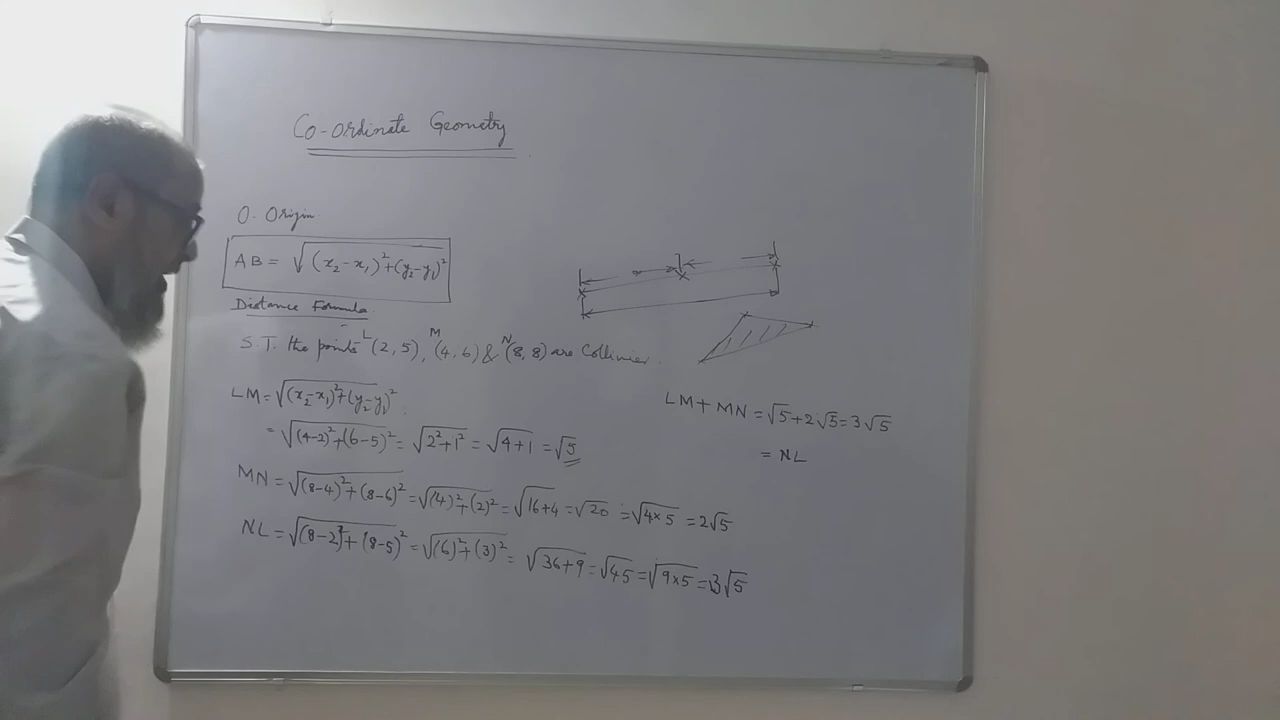 Co-ordinate Geometry
O. Origin
AB = √(x₂-x₁)²+(y₂-y₁)²
Distance Formula
S.T. the points L(2,5), M(4,6) & N(8,8) are Collinier.
LM = √(x₂-x₁)²+(y₂-y₁)²
= √(4-2)²+(6-5)² = √2²+1² = √4+1 = √5
MN = √(8-4)²+(8-6)² = √(4)²+(2)² = √16+4 = √20 = √4×5 = 2√5
NL = √(8-2)²+(8-5)² = √(6)²+(3)² = √36+9 = √45 = √9×5 = 3√5
LM + MN = √5+2√5 = 3√5
= NL